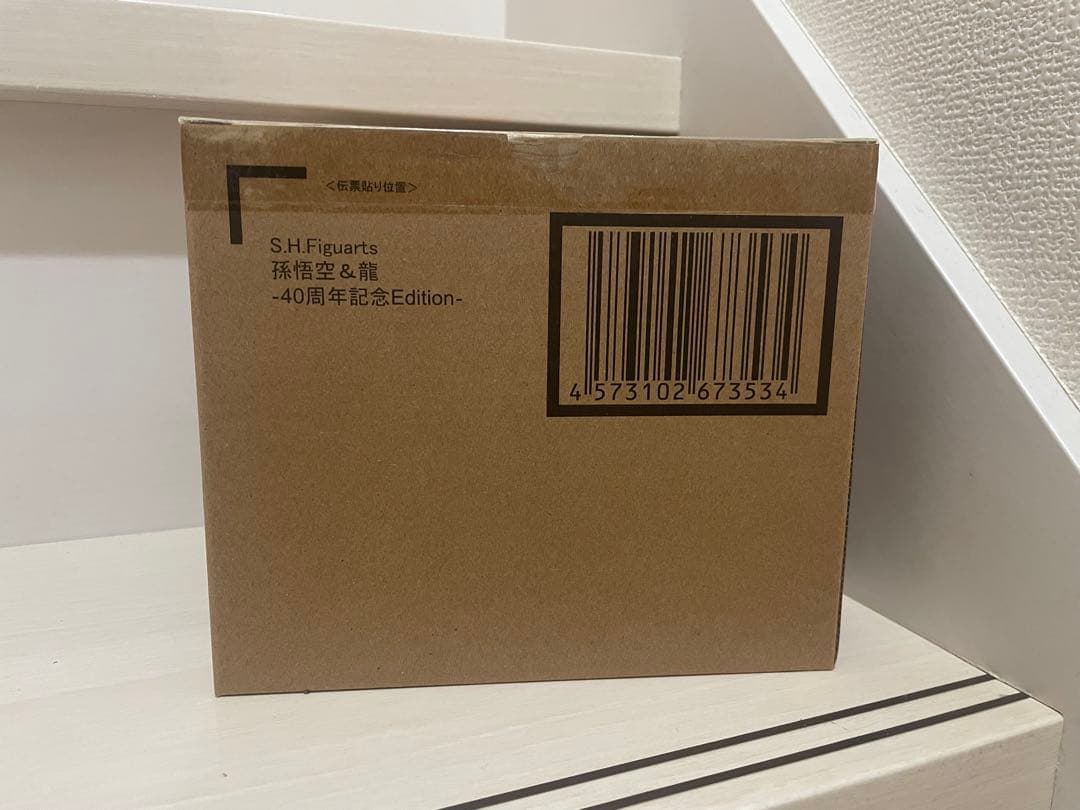 <伝票貼り位置>
S.H.Figuarts
孫悟空&龍
-40周年記念Edition-
4 573102 673534